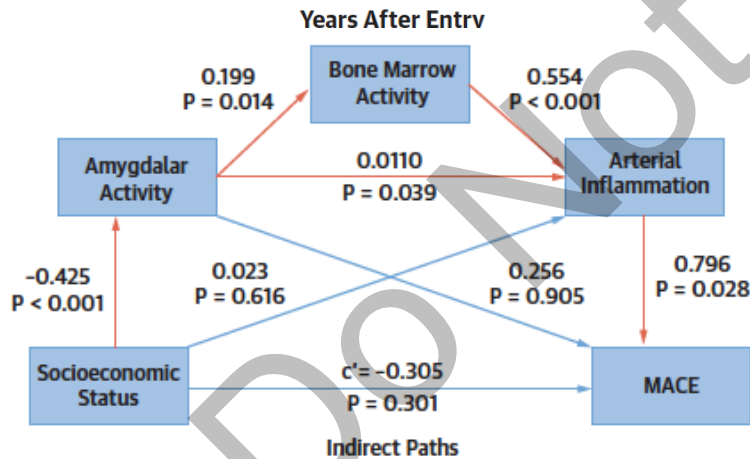 Years After Entry
0.199
P = 0.014
Bone Marrow
Activity
0.554
P < 0.001
Amygdalar
Activity
0.0110
P = 0.039
Arterial
Inflammation
-0.425
P < 0.001
0.023
P = 0.616
0.256
P = 0.905
0.796
P = 0.028
Socioeconomic
Status
c'= -0.305
P = 0.301
MACE
Indirect Paths
Do Not